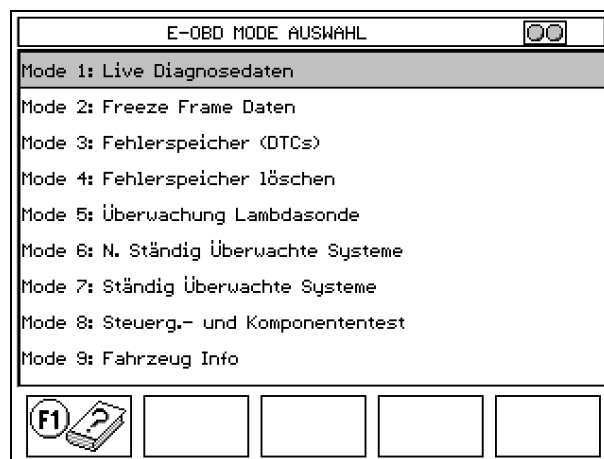 E-OBD MODE AUSWAHL
Mode 1: Live Diagnosedaten
Mode 2: Freeze Frame Daten
Mode 3: Fehlerspeicher (DTCs)
Mode 4: Fehlerspeicher löschen
Mode 5: Überwachung Lambdasonde
Mode 6: N. Ständig Überwachte Systeme
Mode 7: Ständig Überwachte Systeme
Mode 8: Steuerg.- und Komponententest
Mode 9: Fahrzeug Info
F1 ?